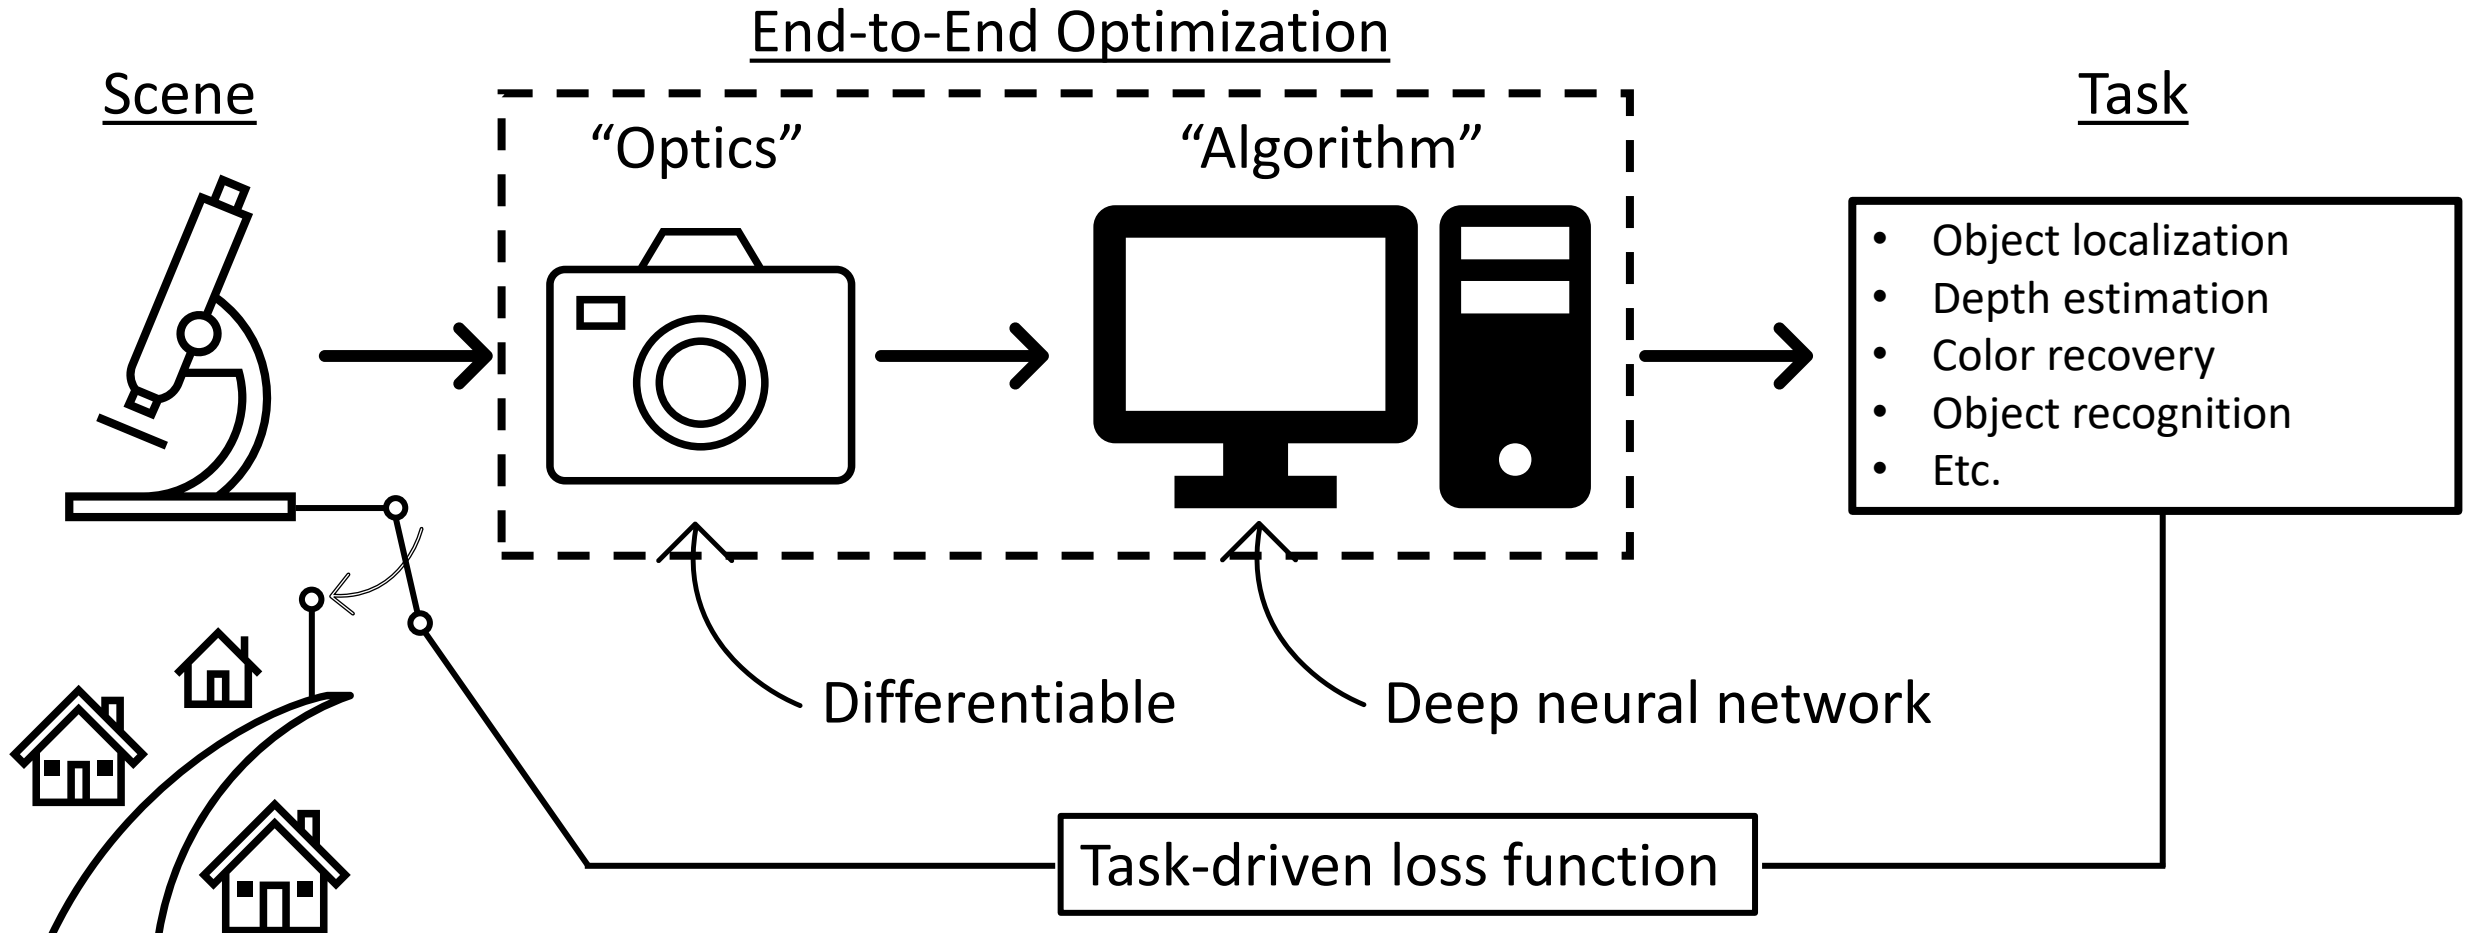 End-to-End Optimization
Scene
Task
“Optics”
“Algorithm”
• Object localization
• Depth estimation
• Color recovery
• Object recognition
• Etc.
Differentiable
Deep neural network
Task-driven loss function